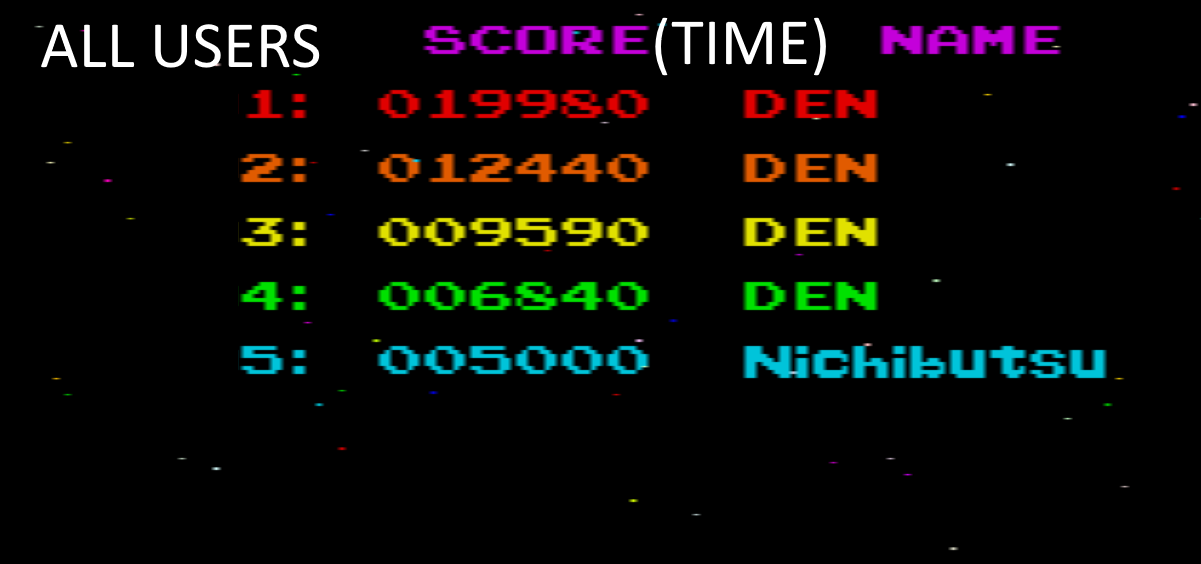 ALL USERS SCORE(TIME) NAME
1: 019980 DEN
2: 012440 DEN
3: 009590 DEN
4: 006840 DEN
5: 005000 Nichibutsu